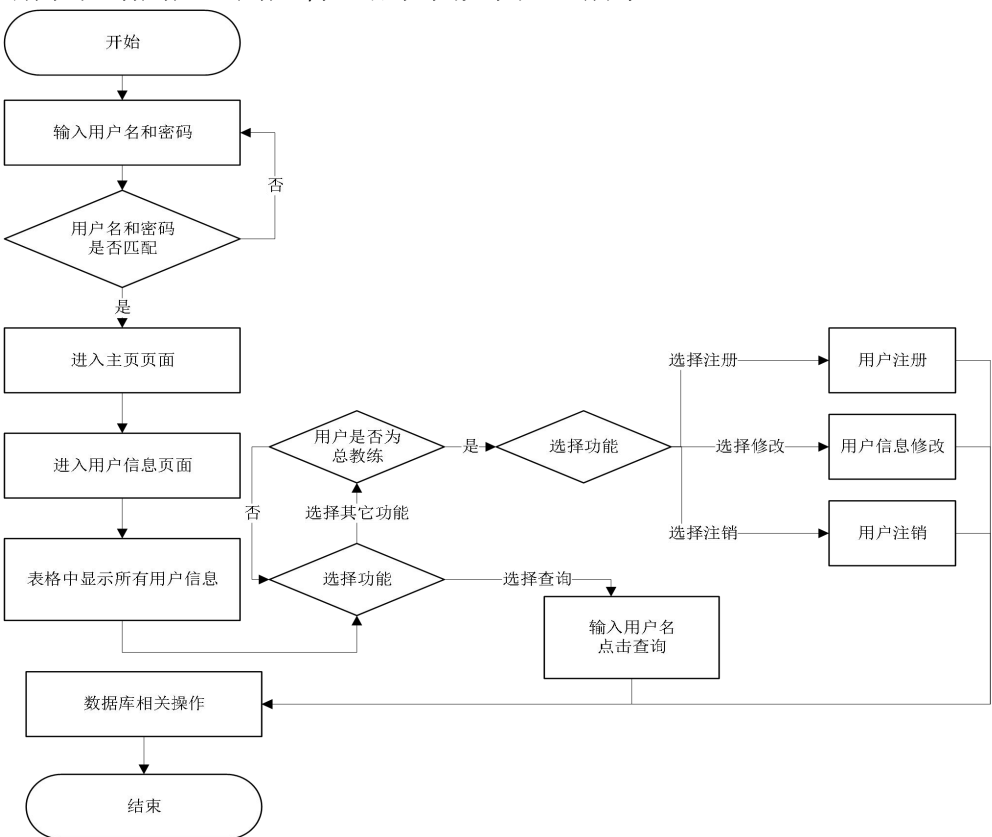 开始
输入用户名和密码
否
用户名和密码
是否匹配
是
进入主页页面
进入用户信息页面
表格中显示所有用户信息
用户是否为
总教练
是
选择功能
选择注册
用户注册
选择修改
用户信息修改
选择注销
用户注销
否
选择其它功能
选择功能
选择查询
输入用户名
点击查询
数据库相关操作
结束